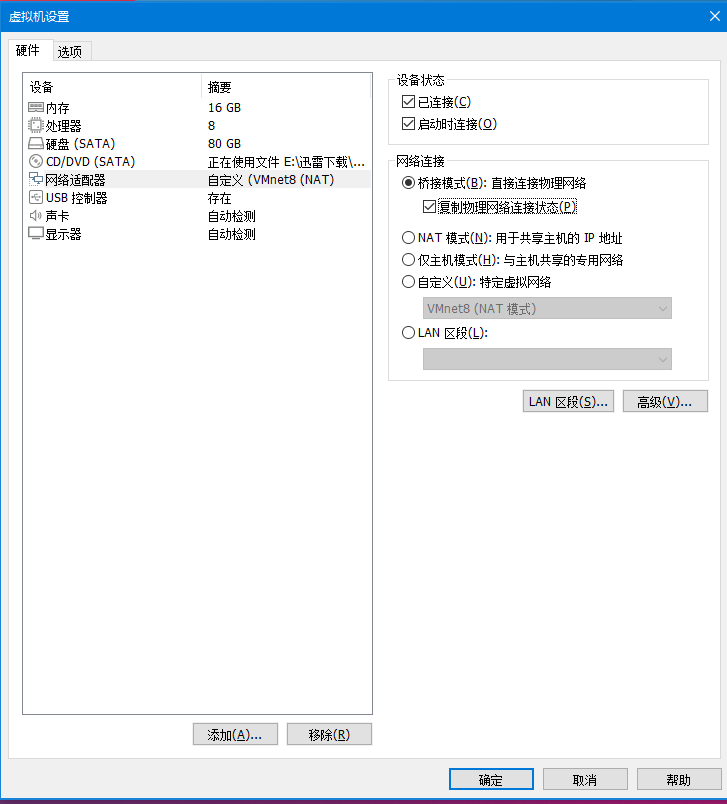 虚拟机设置
硬件 选项
设备 摘要
内存 16 GB
处理器 8
硬盘 (SATA) 80 GB
CD/DVD (SATA) 正在使用文件 E:\迅雷下载\...
网络适配器 自定义 (VMnet8 (NAT)
USB 控制器 存在
声卡 自动检测
显示器 自动检测
添加(A)... 移除(R)
设备状态
已连接(C)
启动时连接(O)
网络连接
桥接模式(B): 直接连接物理网络
复制物理网络连接状态(P)
NAT 模式(N): 用于共享主机的 IP 地址
仅主机模式(H): 与主机共享的专用网络
自定义(U): 特定虚拟网络
VMnet8 (NAT 模式)
LAN 区段(L):
LAN 区段(S)... 高级(V)...
确定 取消 帮助